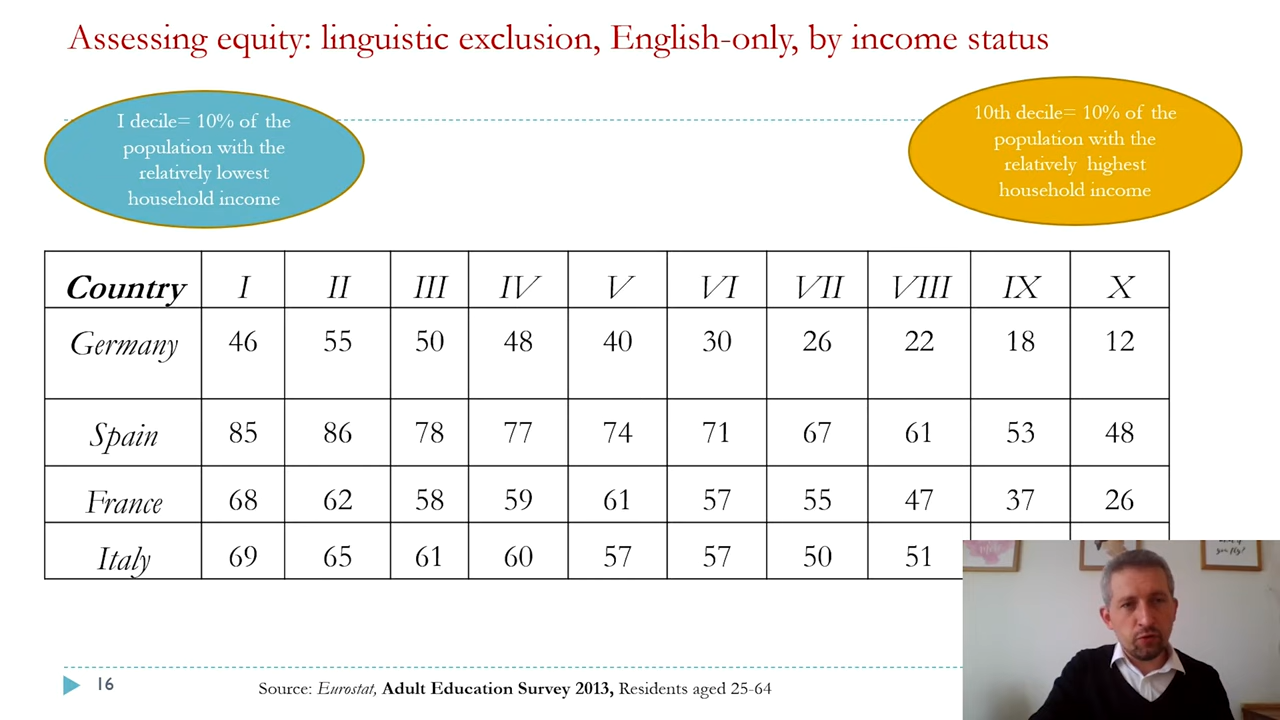 Assessing equity: linguistic exclusion, English-only, by income status
I decile= 10% of the
population with the
relatively lowest
household income
10th decile= 10% of the
population with the
relatively highest
household income
Country I II III IV V VI VII VIII IX X
Germany 46 55 50 48 40 30 26 22 18 12
Spain 85 86 78 77 74 71 67 61 53 48
France 68 62 58 59 61 57 55 47 37 26
Italy 69 65 61 60 57 57 50 51
you fly!
16
Source: Eurostat, Adult Education Survey 2013, Residents aged 25-64